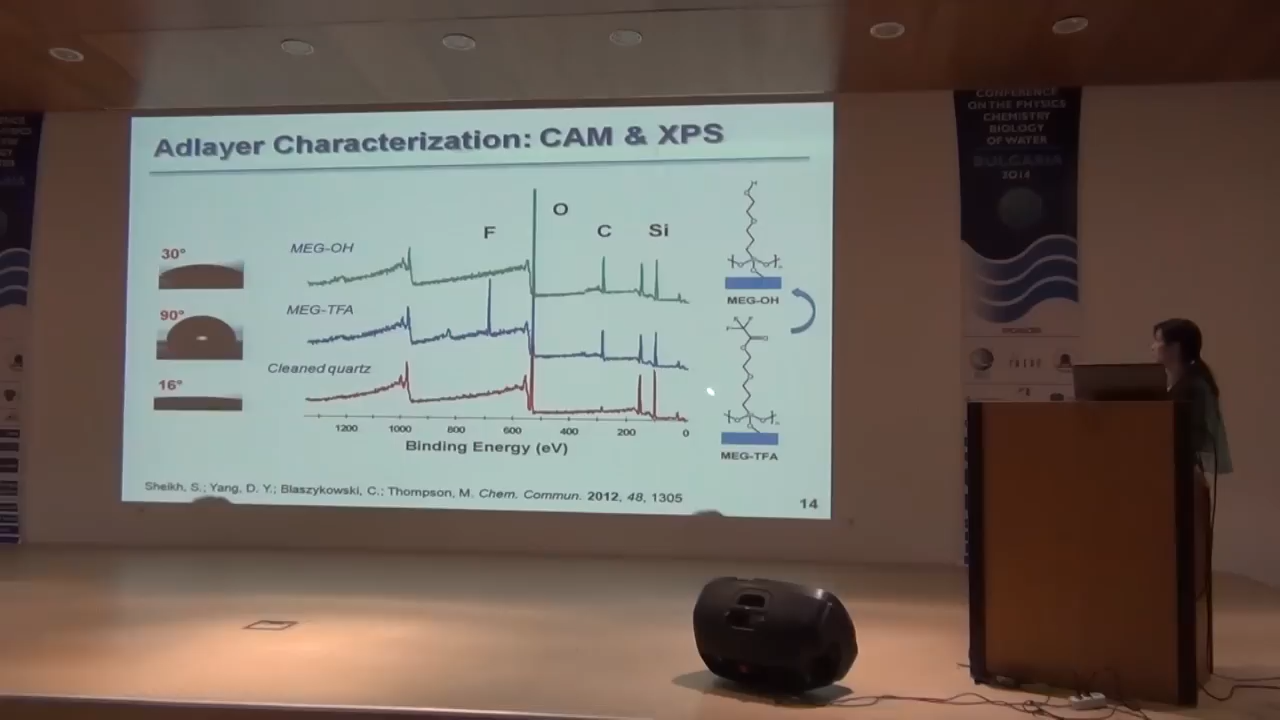 Adlayer Characterization: CAM & XPS
30°
90°
16°
MEG-OH
MEG-TFA
Cleaned quartz
F
O
C
Si
1200
1000
800
600
400
200
0
Binding Energy (eV)
MEG-OH
MEG-TFA
Sheikh, S.; Yang, D. Y.; Blaszykowski, C.; Thompson, M. Chem. Commun. 2012, 48, 1305
14
CONFERENCE
ON THE PHYSICS
CHEMISTRY
BIOLOGY
OF WATER
BULGARIA
2014